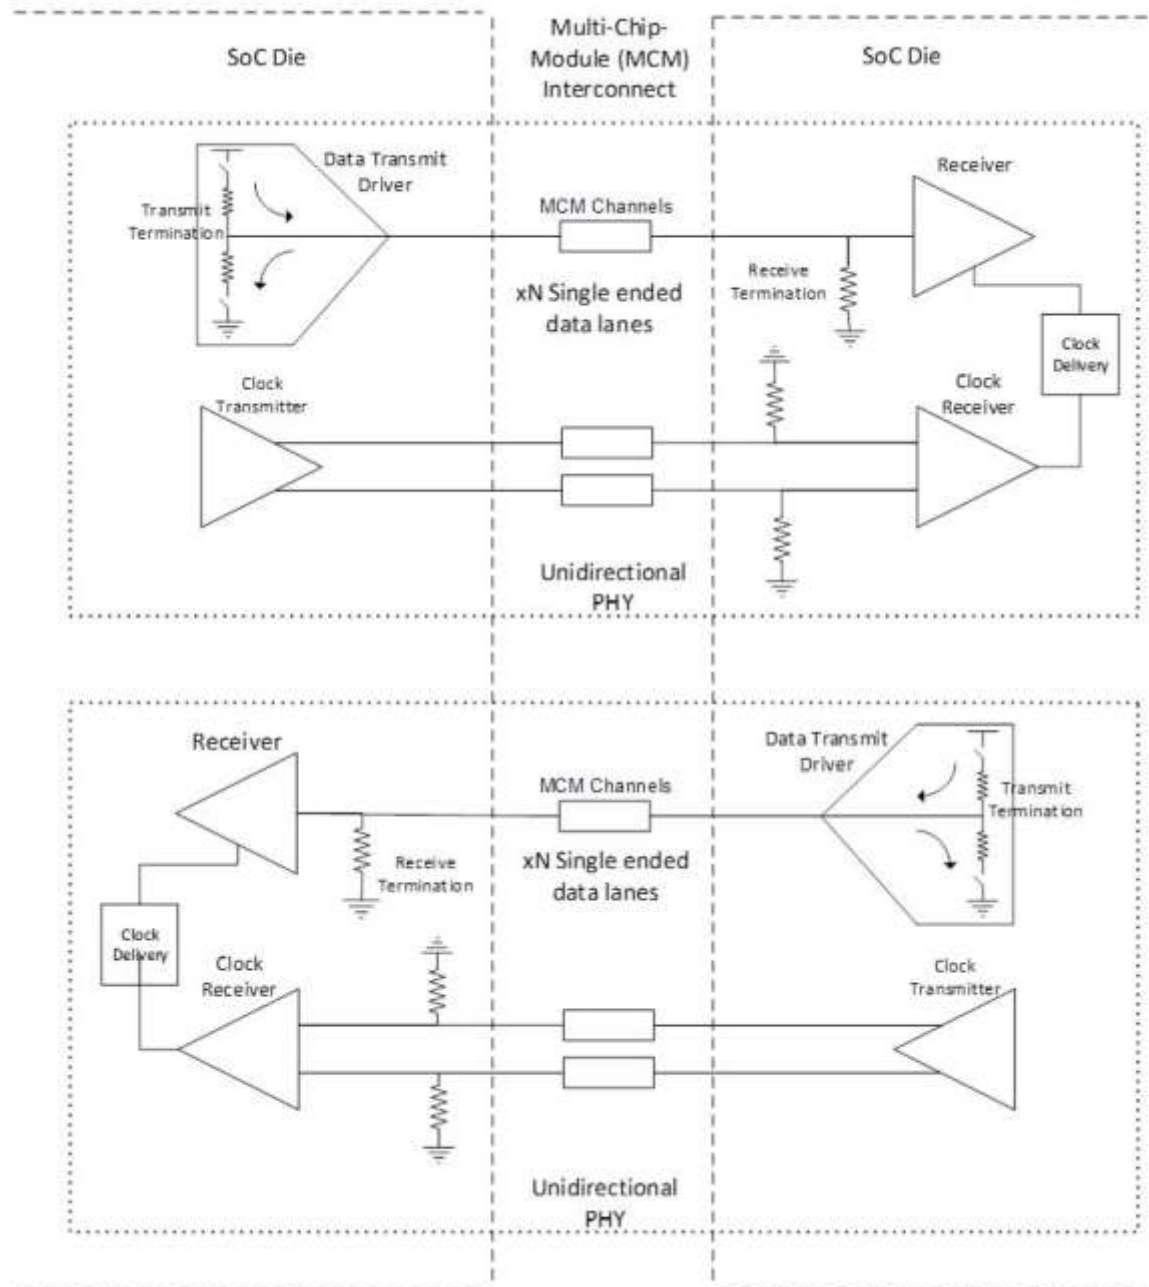 SoC Die
Multi-Chip-
Module (MCM)
Interconnect
SoC Die
Data Transmit
Driver
Transmit
Termination
MCM Channels
xN Single ended
data lanes
Receiver
Receive
Termination
Clock
Delivery
Clock
Transmitter
Clock
Receiver
Unidirectional
PHY
Receiver
MCM Channels
xN Single ended
data lanes
Data Transmit
Driver
Transmit
Termination
Receive
Termination
Clock
Delivery
Clock
Receiver
Clock
Transmitter
Unidirectional
PHY